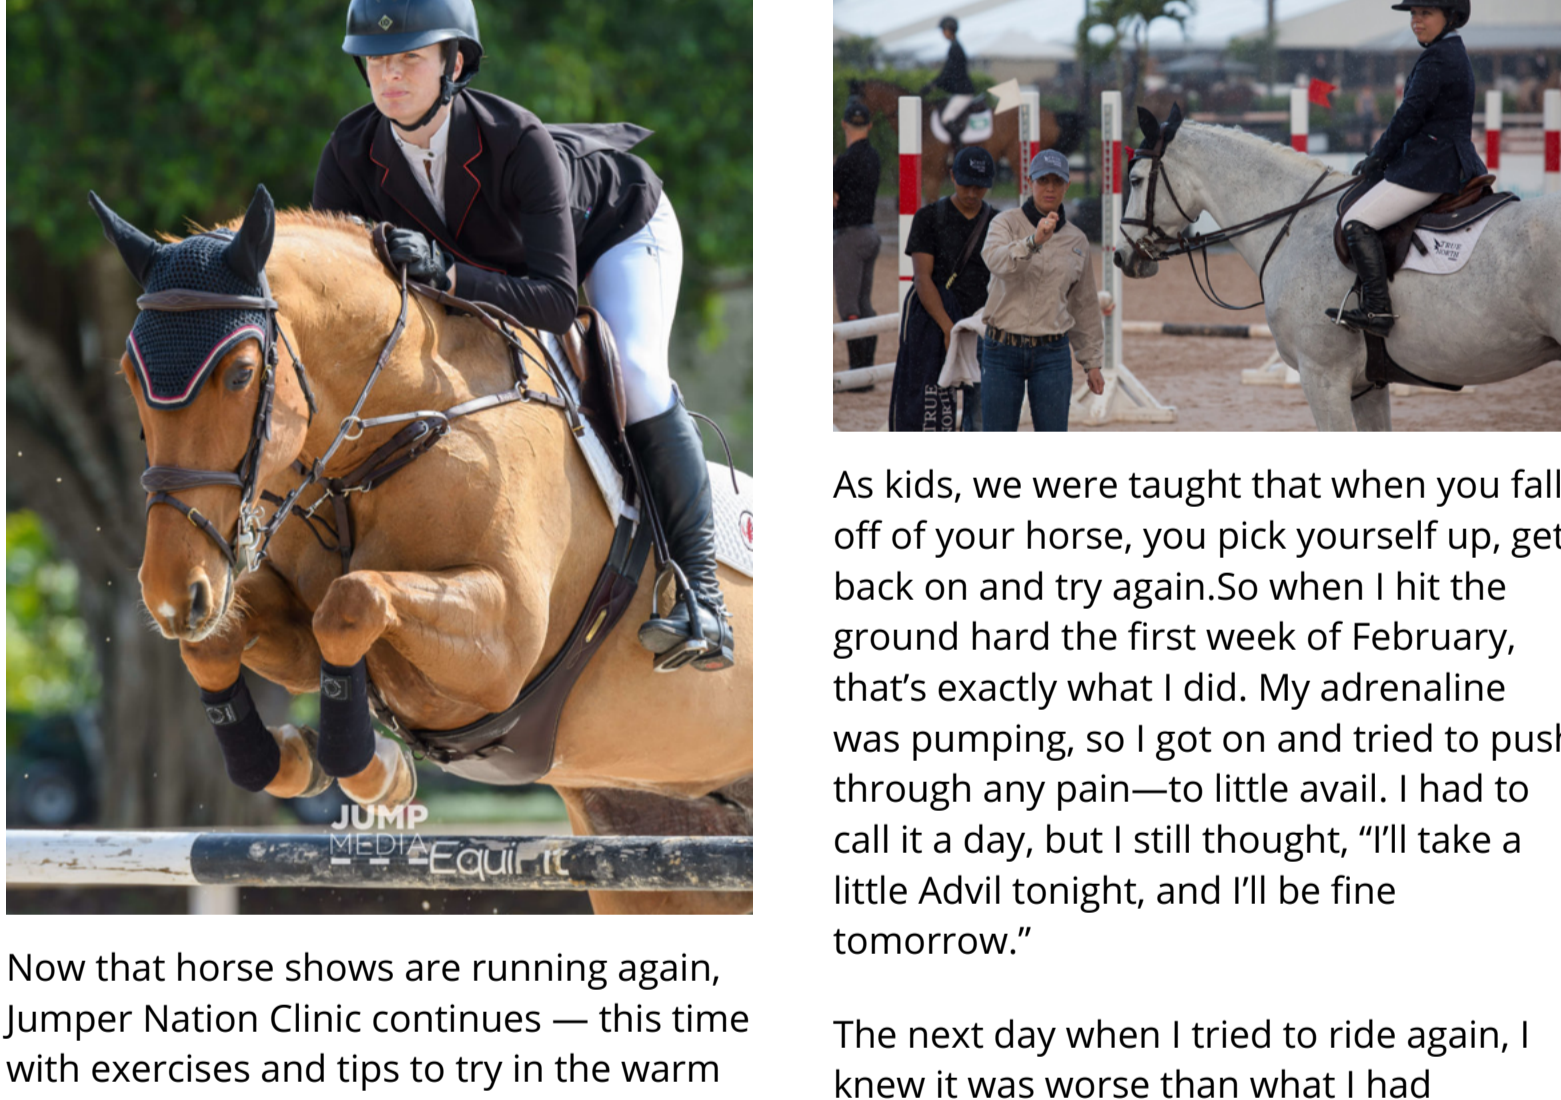 JUMP
MEDIA
TRUE
NORTH
TRUE
NORTH
Now that horse shows are running again,
Jumper Nation Clinic continues — this time
with exercises and tips to try in the warm
As kids, we were taught that when you fall
off of your horse, you pick yourself up, get
back on and try again.So when I hit the
ground hard the first week of February,
that’s exactly what I did. My adrenaline
was pumping, so I got on and tried to push
through any pain—to little avail. I had to
call it a day, but I still thought, “I’ll take a
little Advil tonight, and I’ll be fine
tomorrow.”
The next day when I tried to ride again, I
knew it was worse than what I had